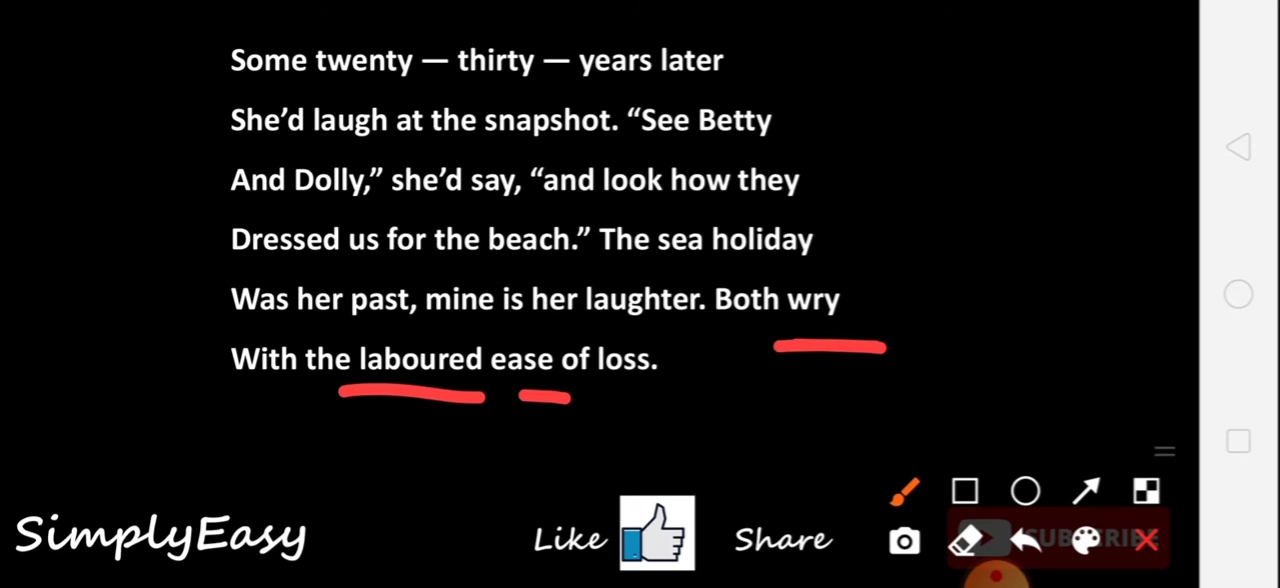 Some twenty — thirty — years later
She’d laugh at the snapshot. “See Betty
And Dolly,” she’d say, “and look how they
Dressed us for the beach.” The sea holiday
Was her past, mine is her laughter. Both wry
With the laboured ease of loss.
SimplyEasy
Like
Share
SUBSCRIBE